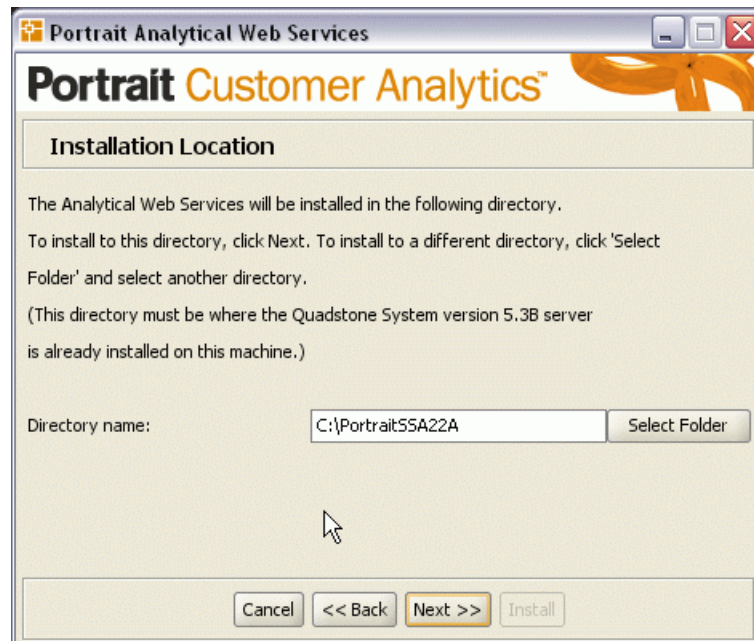 Portrait Analytical Web Services
Portrait Customer Analytics™
Installation Location
The Analytical Web Services will be installed in the following directory.
To install to this directory, click Next. To install to a different directory, click 'Select
Folder' and select another directory.
(This directory must be where the Quadstone System version 5.3B server
is already installed on this machine.)
Directory name: C:\PortraitSSA22A Select Folder
Cancel << Back Next >> Install